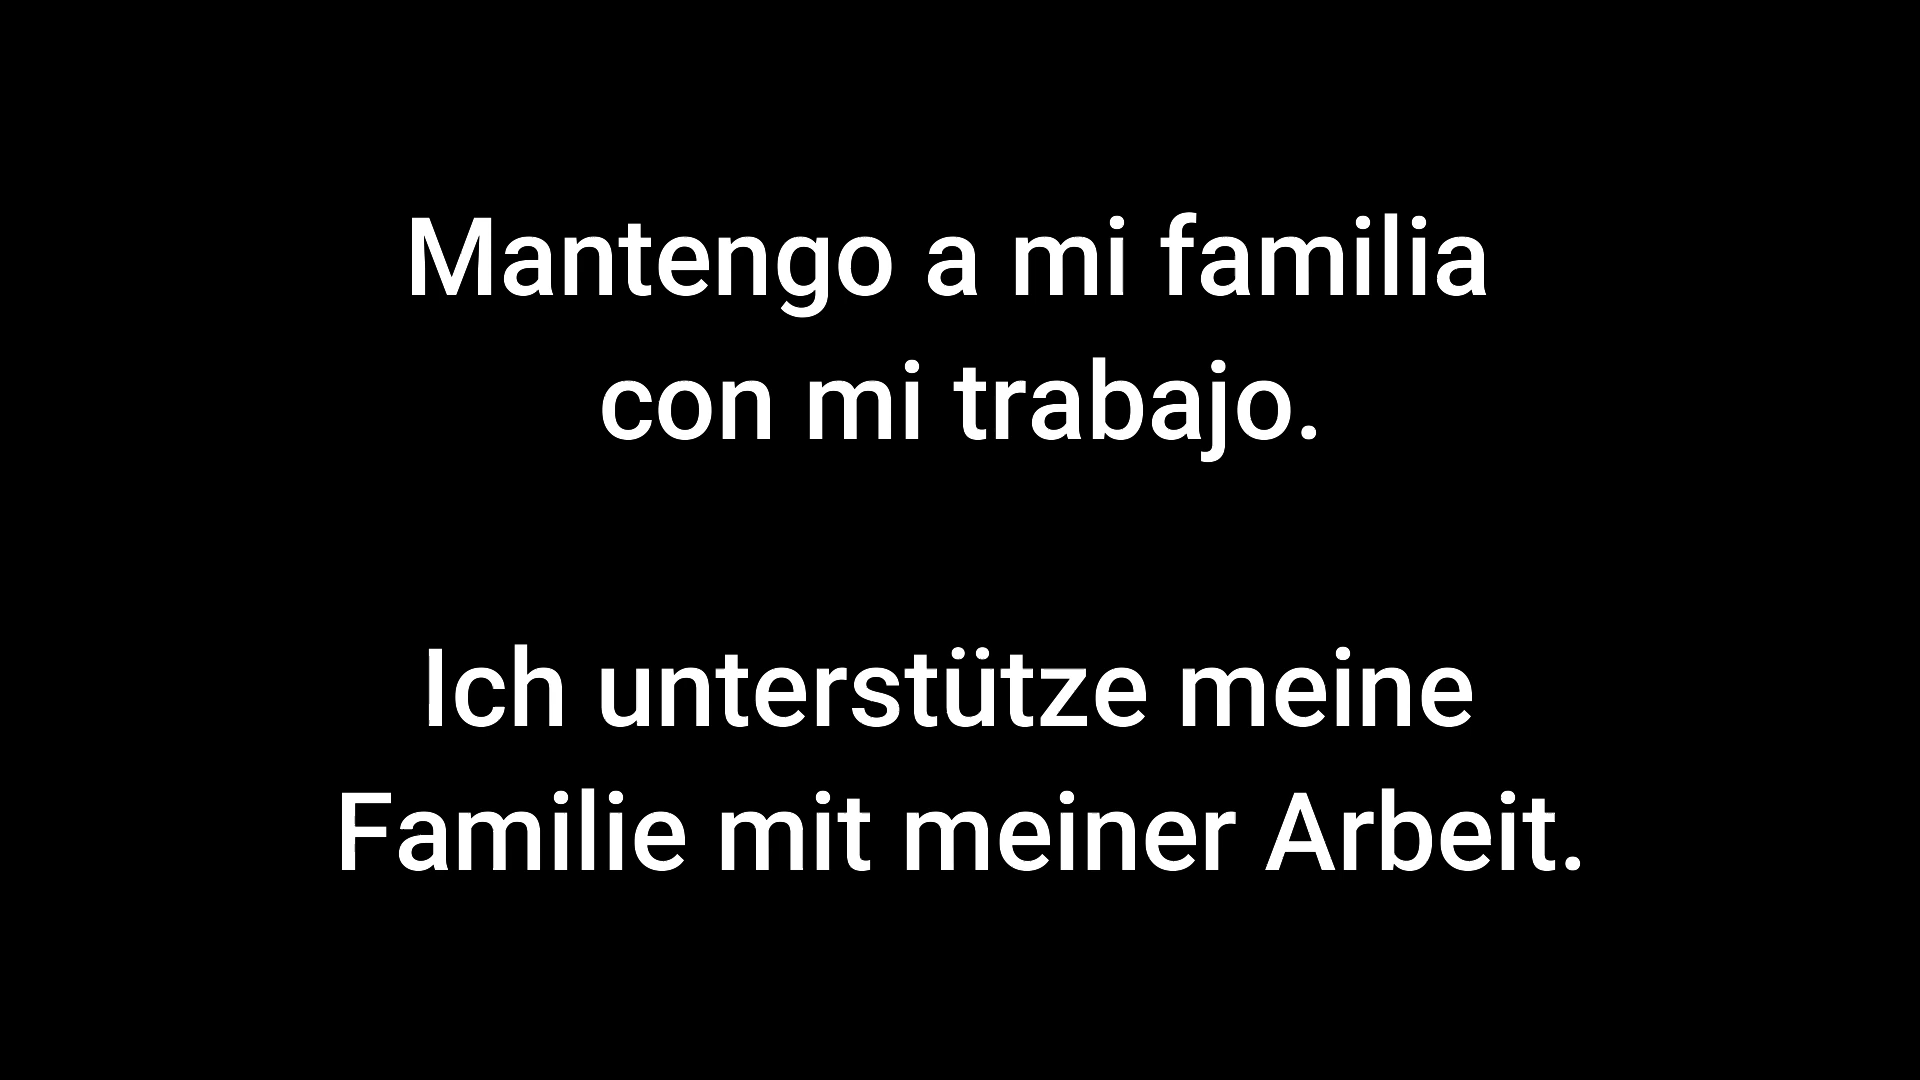 Mantengo a mi familia
con mi trabajo.
Ich unterstütze meine
Familie mit meiner Arbeit.